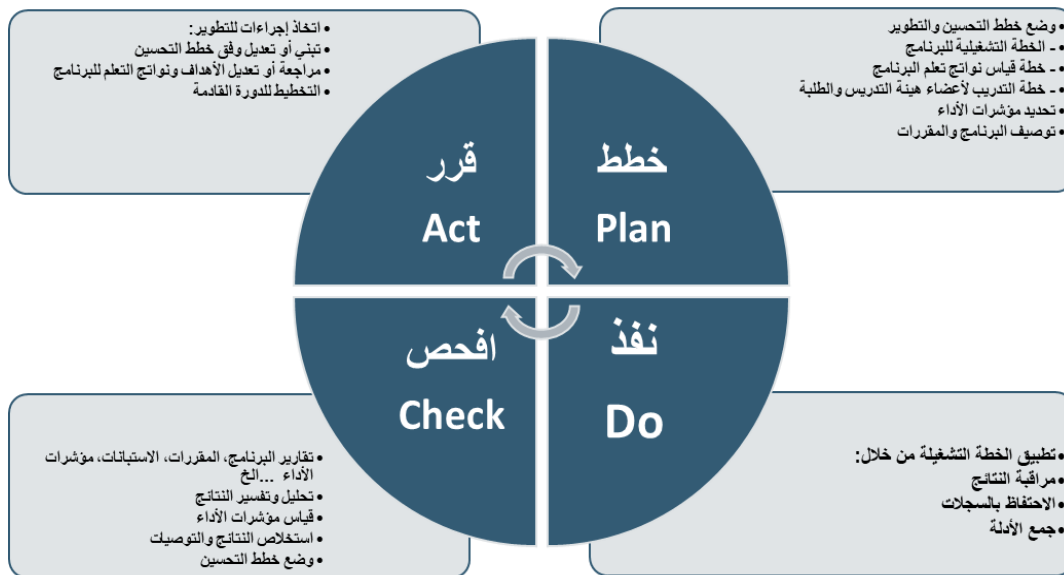 • وضع خطط التحسين والتطوير
• - الخطة التشغيلية للبرنامج
• - خطة قياس نواتج تعلم البرنامج
• - خطة التدريب لأعضاء هيئة التدريس والطلبة
• تحديد مؤشرات الأداء
• توصيف البرنامج والمقررات
• اتخاذ إجراءات للتطوير:
• تبني أو تعديل وفق خطط التحسين
• مراجعة أو تعديل الأهداف ونواتج التعلم للبرنامج
• التخطيط للدورة القادمة
خطط
Plan
قرر
Act
نفذ
Do
افحص
Check
• تطبيق الخطة التشغيلة من خلال:
• مراقبة النتائج
• الاحتفاظ بالسجلات
• جمع الأدلة
• تقارير البرنامج، المقررات، الاستبانات، مؤشرات
الأداء ...الخ
• تحليل وتفسير النتائج
• قياس مؤشرات الأداء
• استخلاص النتائج والتوصيات
• وضع خطط التحسين